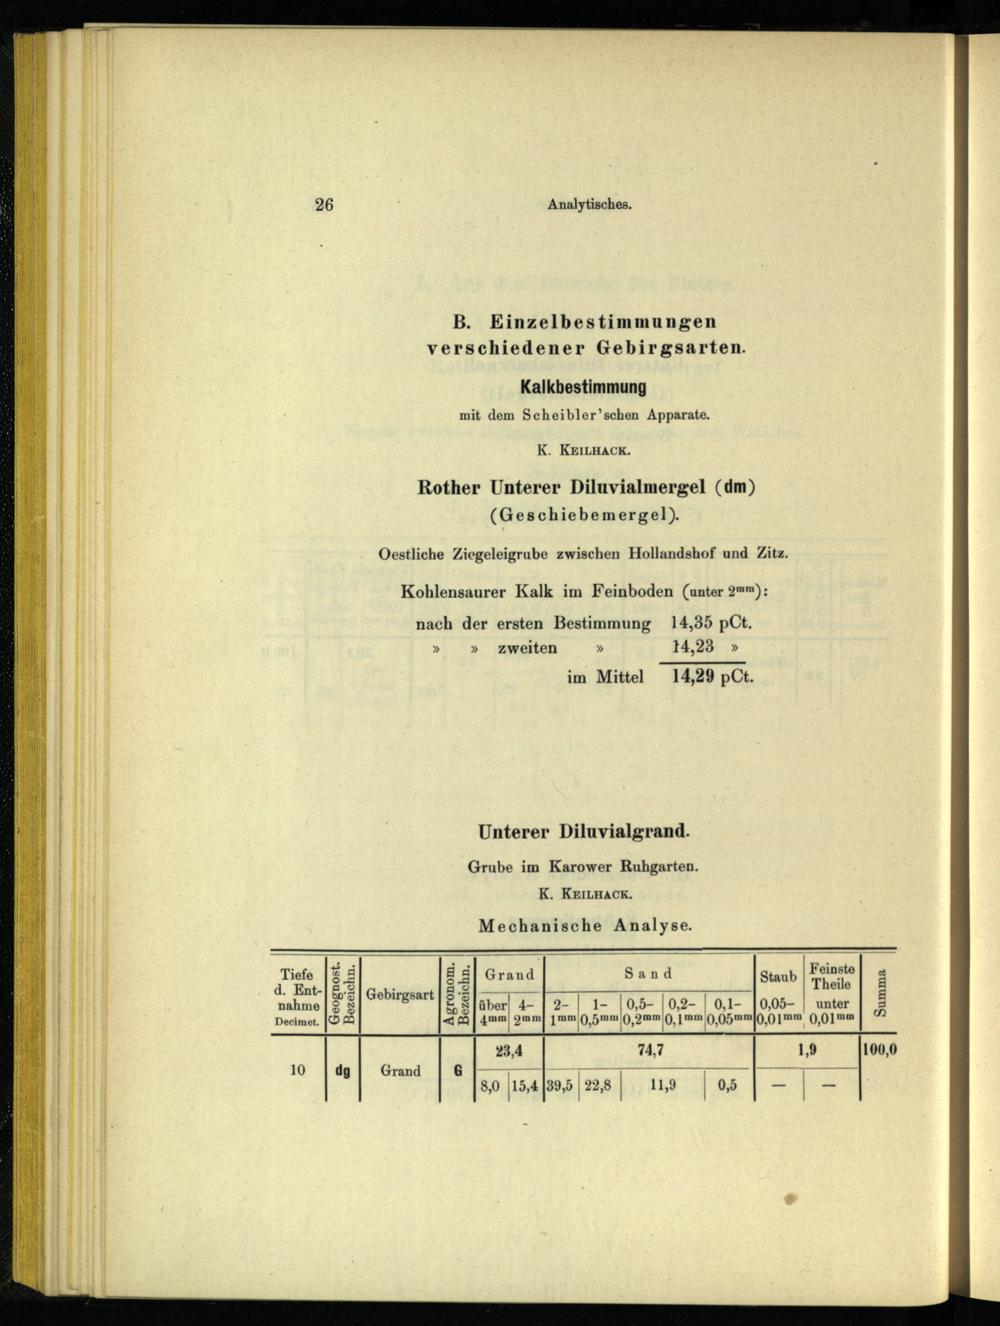 26 Analytisches.
B. Einzelbestimmungen
verschiedener Gebirgsarten.
Kalkbestimmung
mit dem Scheibler'schen Apparate.
K. KEILHACK.
Rother Unterer Diluvialmergel (dm)
(Geschiebemergel).
Oestliche Ziegeleigrube zwischen Hollandshof und Zitz.
Kohlensaurer Kalk im Feinboden (unter 2mm):
nach der ersten Bestimmung 14,35 pCt.
» » zweiten » 14,23 »
im Mittel 14,29 pCt.
Unterer Diluvialgrand.
Grube im Karower Ruhgarten.
K. KEILHACK.
Mechanische Analyse.
Tiefe d. Ent- nahme Decimet. Geognost. Bezeichn. Gebirgsart Agronom. Bezeichn. Grand Sand Staub Feinste Theile Summa
über 4mm 4- 2mm 2- 1mm 1- 0,5mm 0,5- 0,2mm 0,2- 0,1mm 0,1- 0,05mm 0,05- 0,01mm unter 0,01mm
23,4 74,7 1,9 100,0
10 dg Grand G
8,0 15,4 39,5 22,8 11,9 0,5 — —